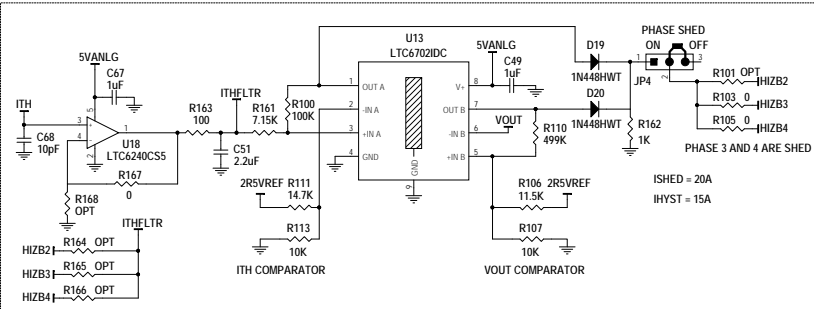 PHASE SHED
ON OFF
JP4
1
2
3
D19
1N448HWT
D20
1N448HWT
R101 OPT
HIZB2
R103 0
HIZB3
R105 0
HIZB4
PHASE 3 AND 4 ARE SHED
R162
1K
ISHED = 20A
IHYST = 15A
U13
LTC6702IDC
OUT A
-IN A
+IN A
GND
V+
OUT B
-IN B
+IN B
GND
1
2
3
4
8
7
6
5
9
5VANLG
C49
1uF
VOUT
R110
499K
R106
11.5K
2R5VREF
R107
10K
VOUT COMPARATOR
5VANLG
C67
1uF
ITH
C68
10pF
3
4
5
2
1
+
-
U18
LTC6240CS5
R167
0
R168
OPT
R163
100
ITHFLTR
C51
2.2uF
R161
7.15K
R100
100K
2R5VREF
R111
14.7K
R113
10K
ITH COMPARATOR
ITHFLTR
HIZB2
R164 OPT
HIZB3
R165 OPT
HIZB4
R166 OPT